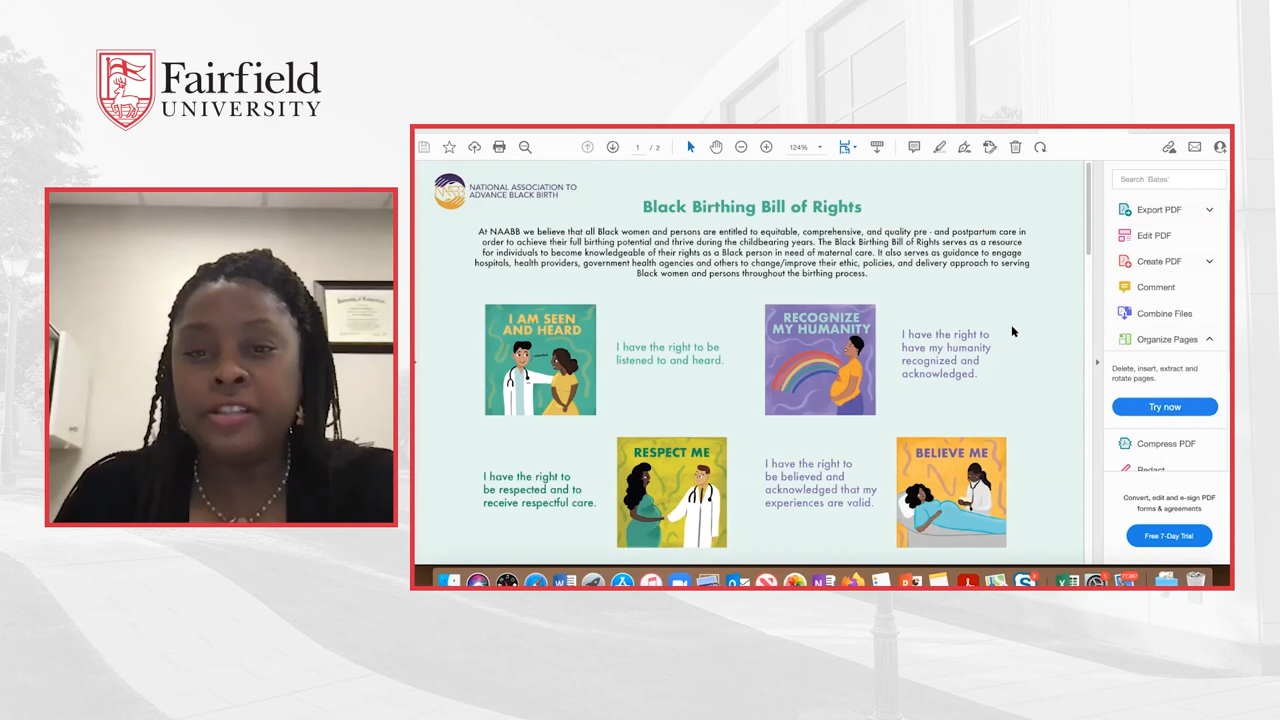 Fairfield
UNIVERSITY
1 / 2
124%
NATIONAL ASSOCIATION TO
ADVANCE BLACK BIRTH
Black Birthing Bill of Rights
At NAABB we believe that all Black women and persons are entitled to equitable, comprehensive, and quality pre - and postpartum care in
order to achieve their full birthing potential and thrive during the childbearing years. The Black Birthing Bill of Rights serves as a resource
for individuals to become knowledgeable of their rights as a Black person in need of maternal care. It also serves as guidance to engage
hospitals, health providers, government health agencies and others to change/improve their ethic, policies, and delivery approach to serving
Black women and persons throughout the birthing process.
I AM SEEN
AND HEARD
I have the right to be
listened to and heard.
RECOGNIZE
MY HUMANITY
I have the right to
have my humanity
recognized and
acknowledged.
I have the right to
be respected and to
receive respectful care.
RESPECT ME
I have the right to
be believed and
acknowledged that my
experiences are valid.
BELIEVE ME
Search 'Bates'
Export PDF
Edit PDF
Create PDF
Comment
Combine Files
Organize Pages
Delete, insert, extract and
rotate pages.
Try now
Compress PDF
Redact
Convert, edit and e-sign PDF
forms & agreements
Free 7-Day Trial